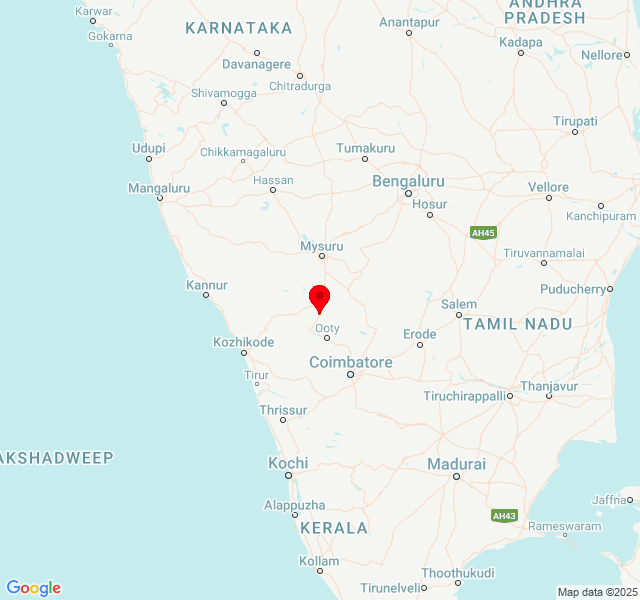 Karwar
Gokarna
KARNATAKA
Anantapur
ANDHRA
PRADESH
Davanagere
Kadapa
Nellore
Chitradurga
Shivamogga
Tirupati
Udupi
Chikkamagaluru
Tumakuru
Mangaluru
Hassan
Bengaluru
Vellore
Hosur
Kanchipuram
AH45
Mysuru
Tiruvannamalai
Kannur
Puducherry
Salem
Ooty
TAMIL NADU
Kozhikode
Erode
Coimbatore
Tirur
Thanjavur
Tiruchirappalli
Thrissur
AKSHADWEEP
Kochi
Madurai
Jaffna
Alappuzha
AH43
KERALA
Rameswaram
Kollam
Thoothukudi
Tirunelveli
Google
Map data ©2025